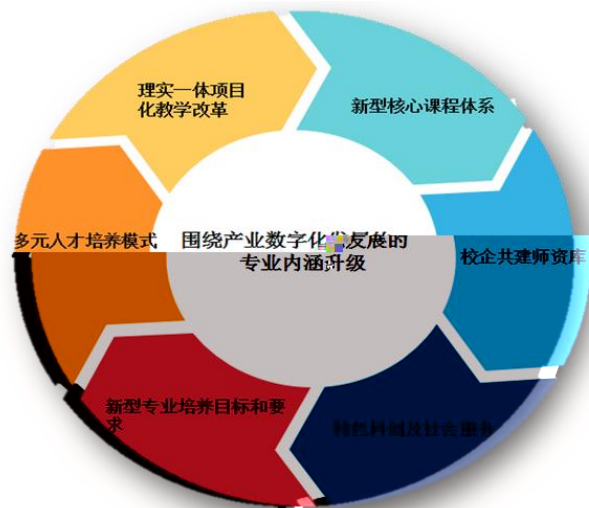 理实一体项目
化教学改革
新型核心课程体系
多元人才培养模式
围绕产业数字化发展的
专业内涵升级
校企共建师资库
新型专业培养目标和要
求